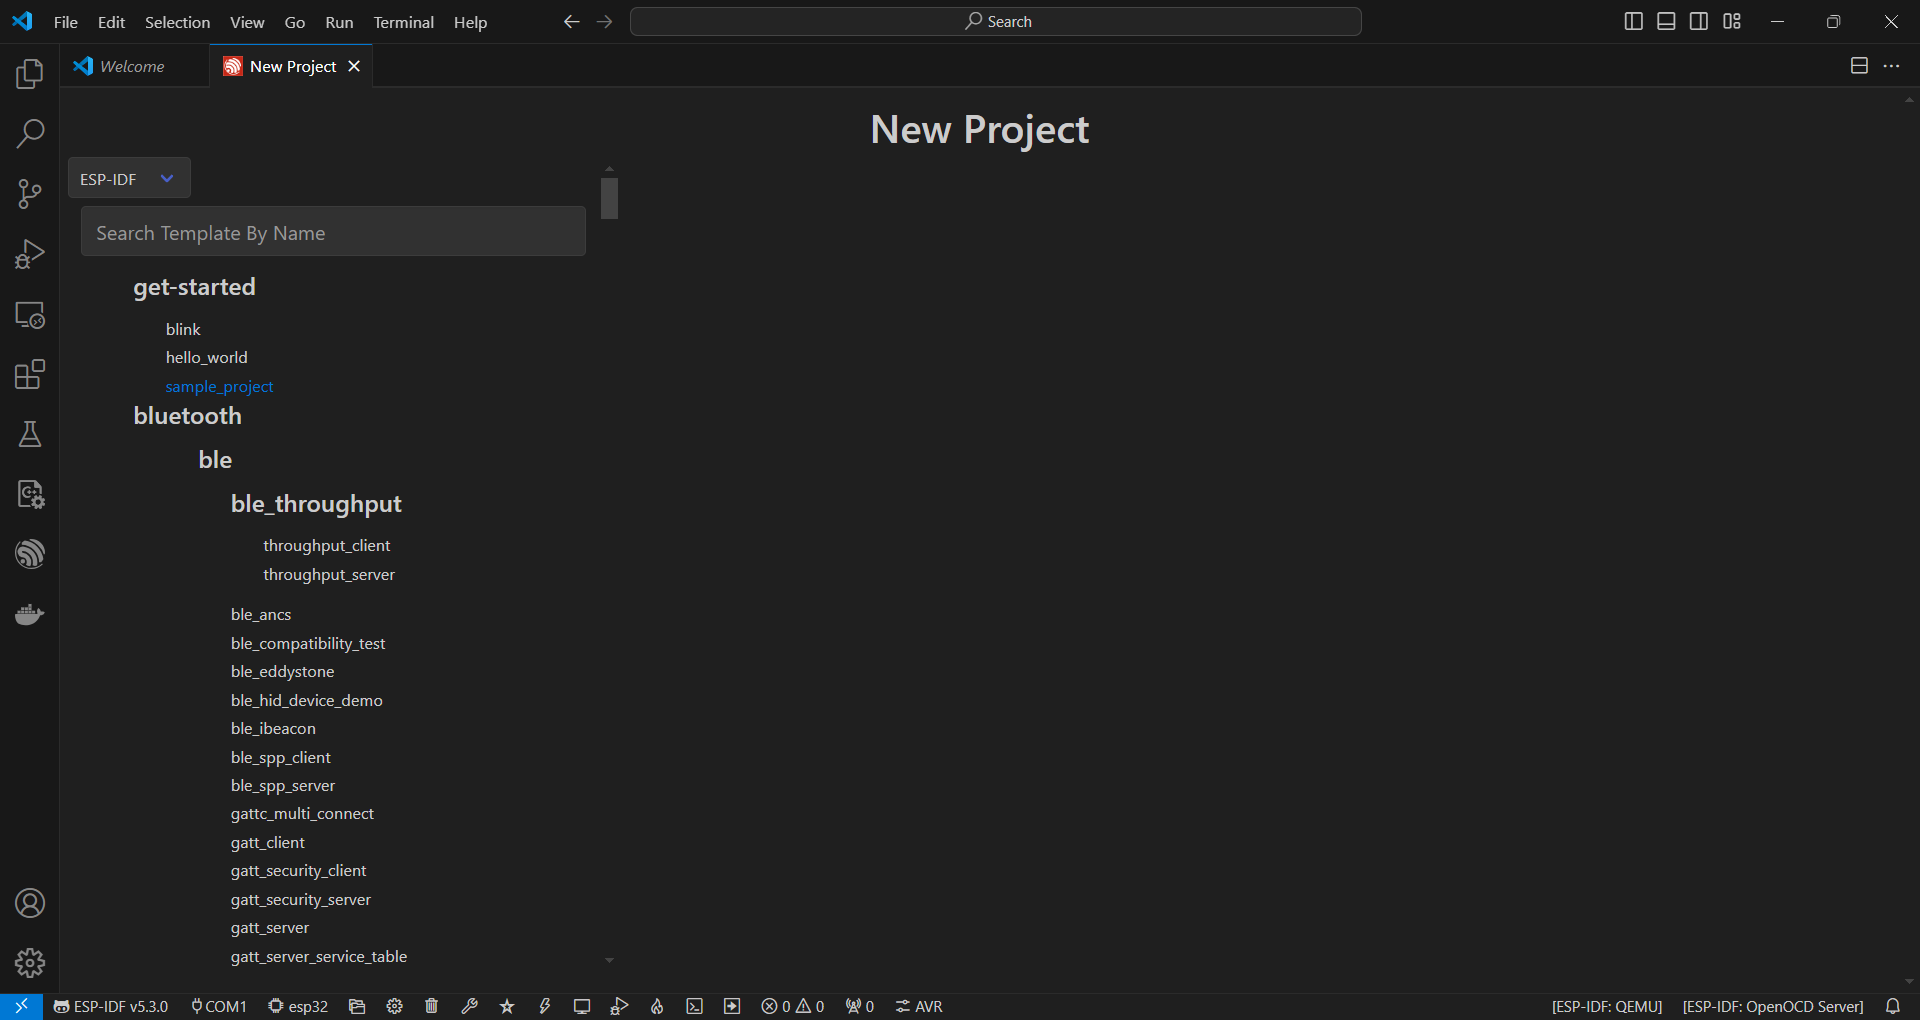 File Edit Selection View Go Run Terminal Help Search
Welcome New Project
New Project
ESP-IDF
Search Template By Name
get-started
blink
hello_world
sample_project
bluetooth
ble
ble_throughput
throughput_client
throughput_server
ble_ancs
ble_compatibility_test
ble_eddystone
ble_hid_device_demo
ble_ibeacon
ble_spp_client
ble_spp_server
gattc_multi_connect
gatt_client
gatt_security_client
gatt_security_server
gatt_server
gatt_server_service_table
ESP-IDF v5.3.0 COM1 esp32 0 0 0 AVR [ESP-IDF: QEMU] [ESP-IDF: OpenOCD Server]